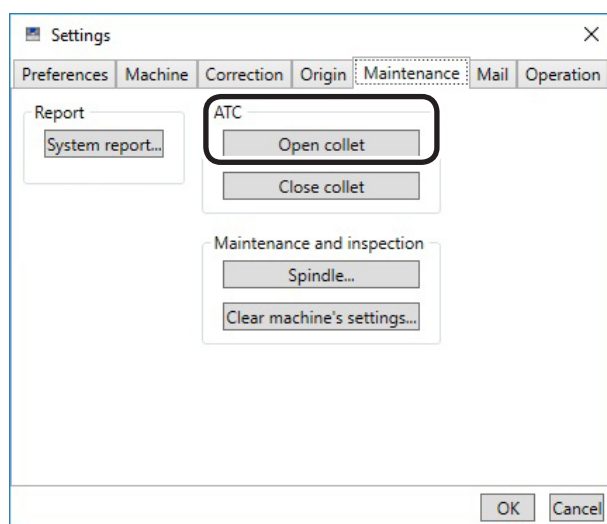 Settings
Preferences Machine Correction Origin Maintenance Mail Operation
Report
System report...
ATC
Open collet
Close collet
Maintenance and inspection
Spindle...
Clear machine's settings...
OK Cancel